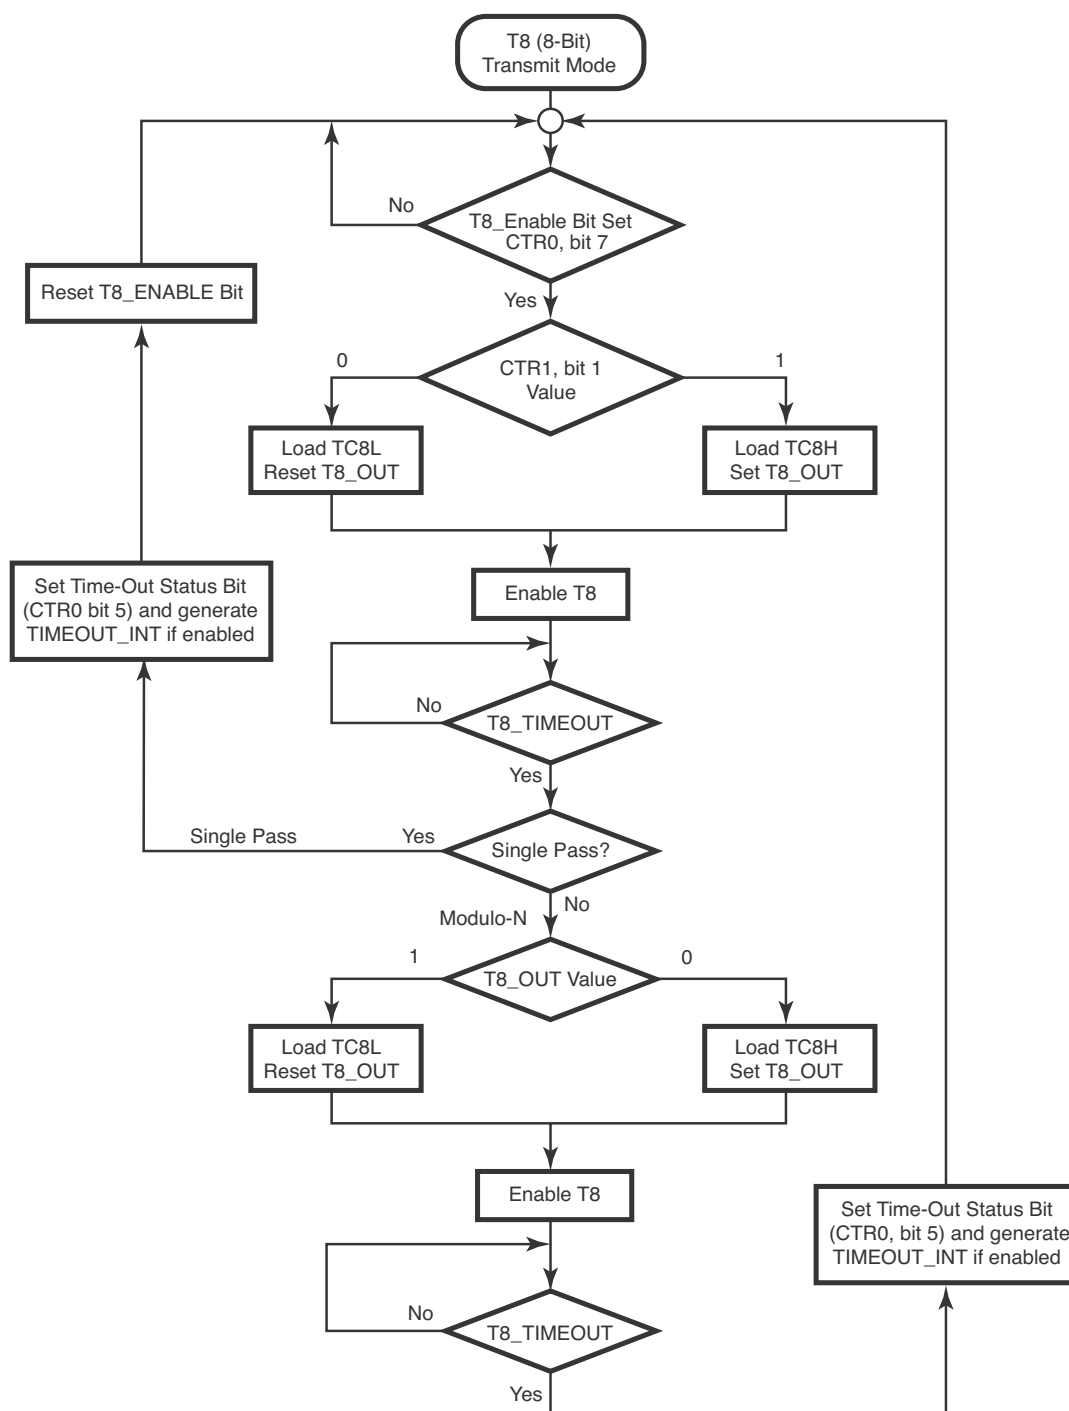 T8 (8-Bit)
Transmit Mode
No
T8_Enable Bit Set
CTR0, bit 7
Reset T8_ENABLE Bit
Yes
0
CTR1, bit 1
Value
1
Load TC8L
Reset T8_OUT
Load TC8H
Set T8_OUT
Set Time-Out Status Bit
(CTR0 bit 5) and generate
TIMEOUT_INT if enabled
Enable T8
No
T8_TIMEOUT
Yes
Single Pass
Yes
Single Pass?
Modulo-N
No
1
T8_OUT Value
0
Load TC8L
Reset T8_OUT
Load TC8H
Set T8_OUT
Enable T8
Set Time-Out Status Bit
(CTR0, bit 5) and generate
TIMEOUT_INT if enabled
No
T8_TIMEOUT
Yes